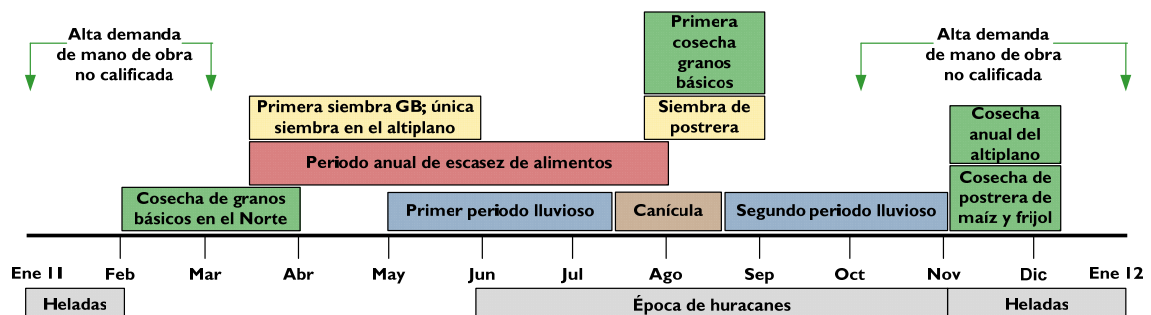 Alta demanda
de mano de obra
no calificada
Primera
cosecha
granos
básicos
Alta demanda
de mano de obra
no calificada
Primera siembra GB; única
siembra en el altiplano
Siembra de
postrera
Cosecha
anual del
altiplano
Periodo anual de escasez de alimentos
Cosecha de granos
básicos en el Norte
Primer periodo lluvioso
Canícula
Segundo periodo lluvioso
Cosecha de
postrera de
maíz y frijol
Ene 11 Feb Mar Abr May Jun Jul Ago Sep Oct Nov Dic Ene 12
Heladas
Época de huracanes
Heladas